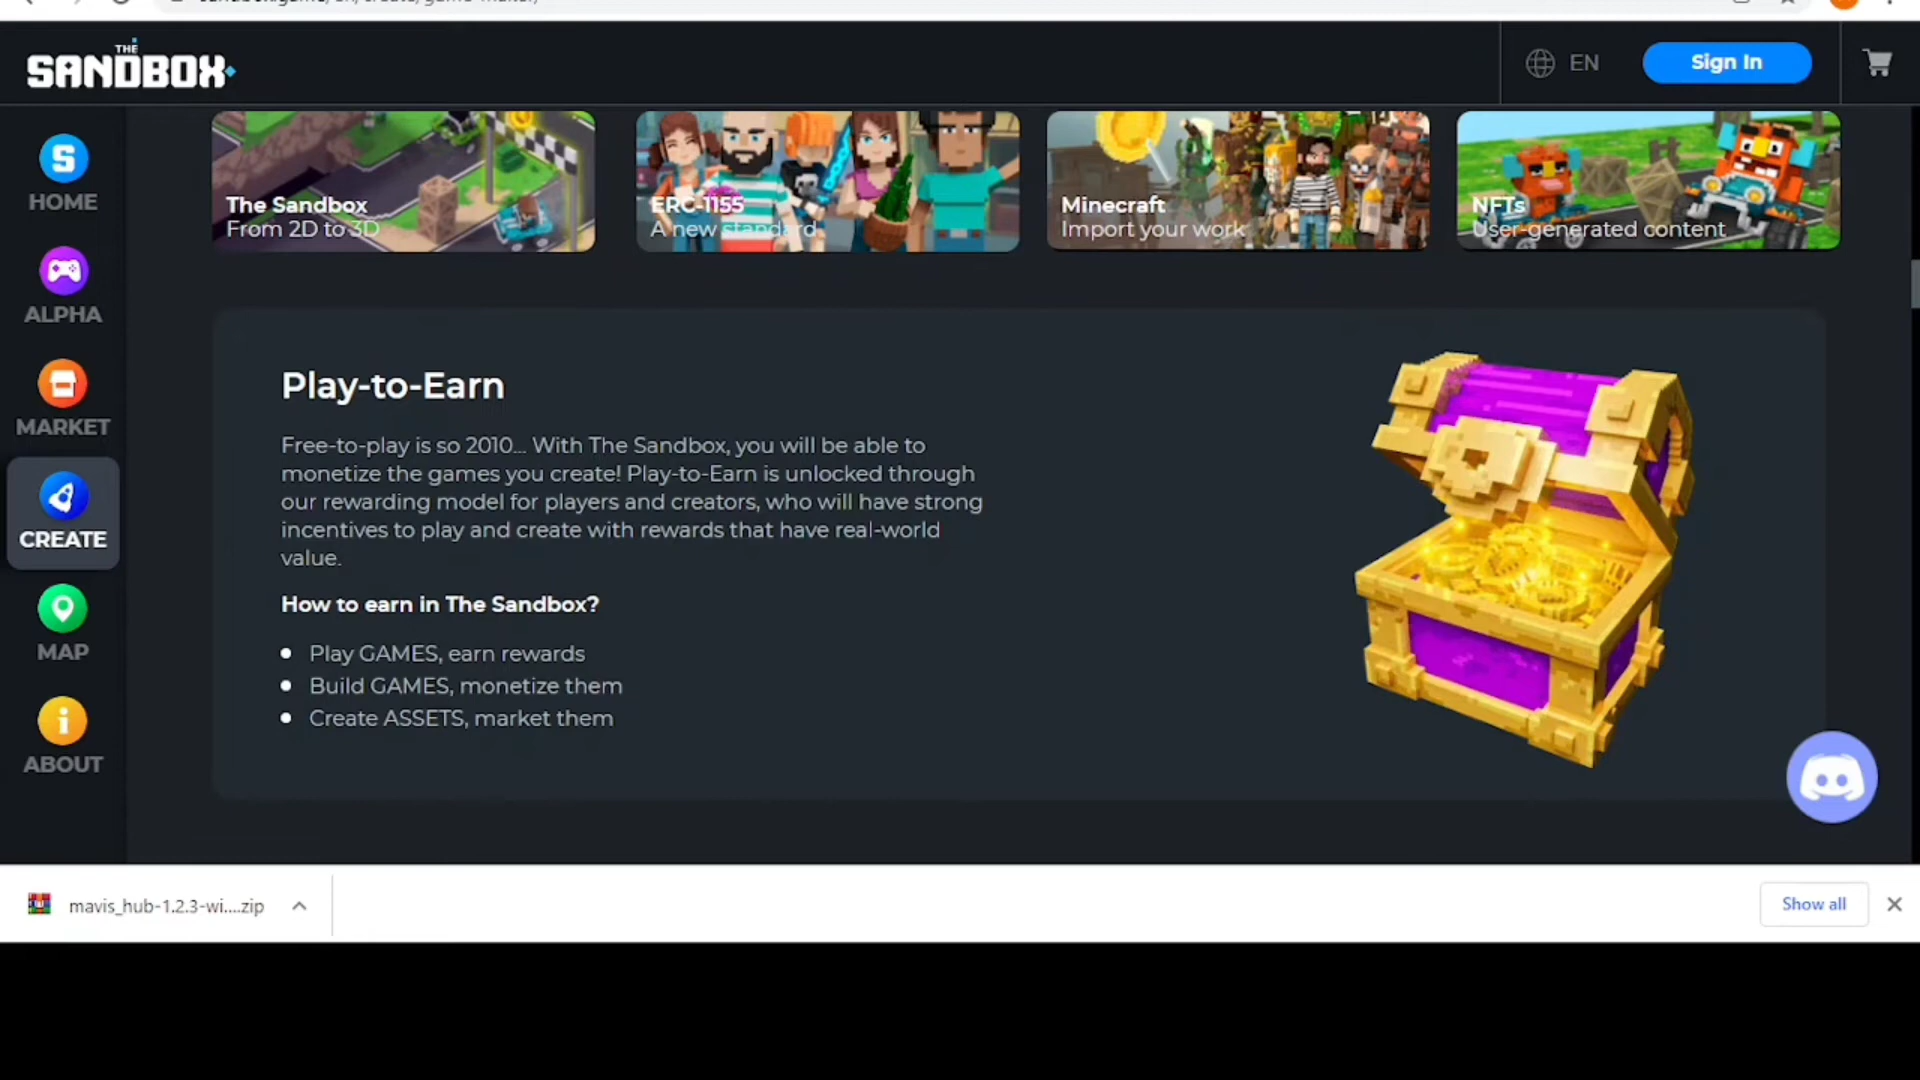 THE
SANDBOX
EN
Sign In
HOME
ALPHA
MARKET
CREATE
MAP
ABOUT
The Sandbox
From 2D to 3D
ERC-1155
A new standard
Minecraft
Import your work
NFTs
User-generated content
Play-to-Earn
Free-to-play is so 2010... With The Sandbox, you will be able to
monetize the games you create! Play-to-Earn is unlocked through
our rewarding model for players and creators, who will have strong
incentives to play and create with rewards that have real-world
value.
How to earn in The Sandbox?
Play GAMES, earn rewards
Build GAMES, monetize them
Create ASSETS, market them
mavis_hub-1.2.3-wi....zip
Show all